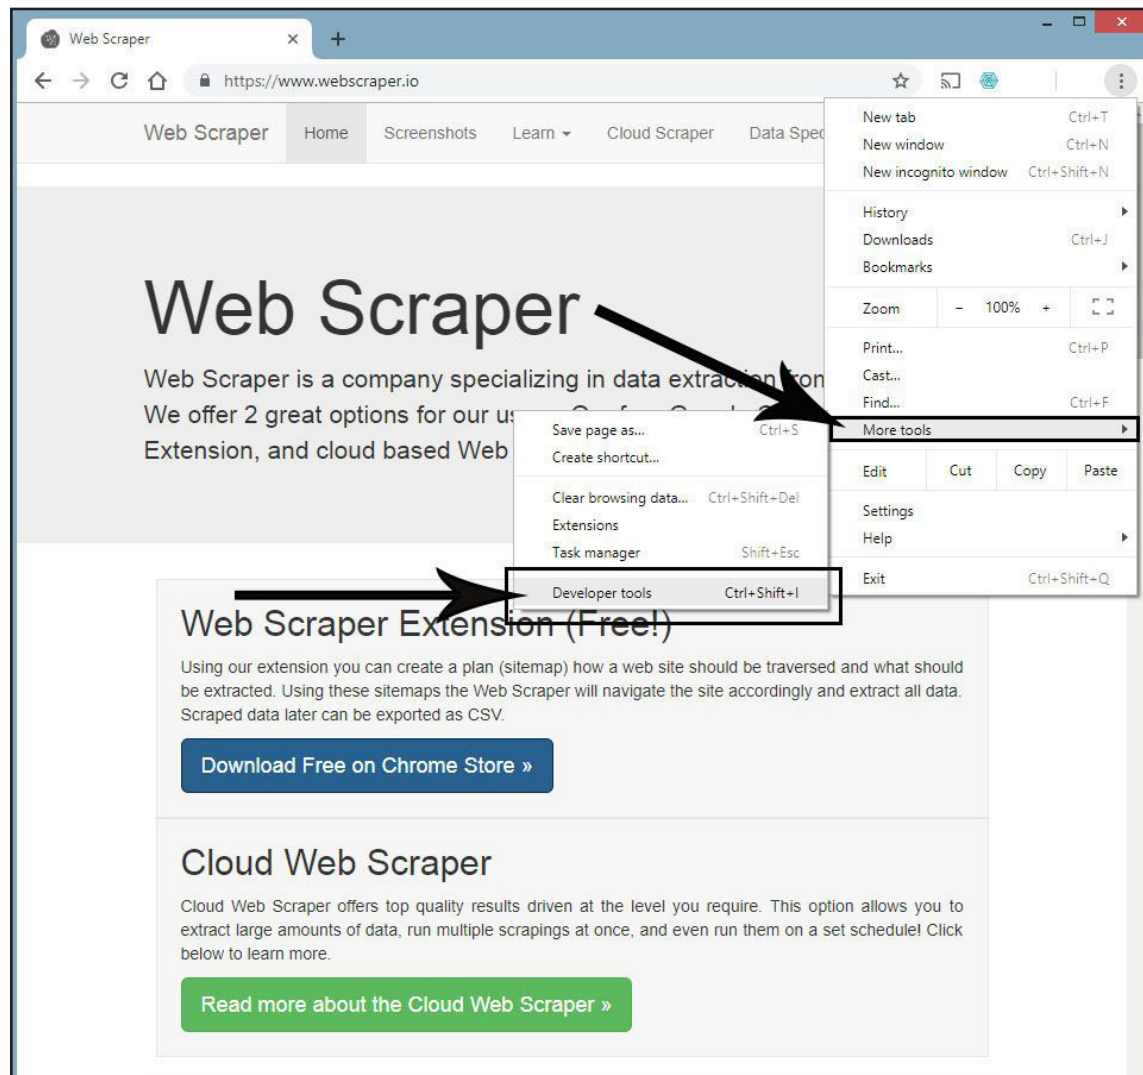 Web Scraper
https://www.webscraper.io
Web Scraper Home Screenshots Learn Cloud Scraper Data Spec
New tab Ctrl+T
New window Ctrl+N
New incognito window Ctrl+Shift+N
History
Downloads Ctrl+J
Bookmarks
Zoom - 100% +
Print... Ctrl+P
Cast...
Find... Ctrl+F
More tools
Edit Cut Copy Paste
Settings
Help
Exit Ctrl+Shift+Q
Web Scraper
Web Scraper is a company specializing in data extraction from
We offer 2 great options for our
Extension, and cloud based Web
Save page as... Ctrl+S
Create shortcut...
Clear browsing data... Ctrl+Shift+Del
Extensions
Task manager Shift+Esc
Developer tools Ctrl+Shift+I
Web Scraper Extension (Free!)
Using our extension you can create a plan (sitemap) how a web site should be traversed and what should
be extracted. Using these sitemaps the Web Scraper will navigate the site accordingly and extract all data.
Scraped data later can be exported as CSV.
Download Free on Chrome Store »
Cloud Web Scraper
Cloud Web Scraper offers top quality results driven at the level you require. This option allows you to
extract large amounts of data, run multiple scrapings at once, and even run them on a set schedule! Click
below to learn more.
Read more about the Cloud Web Scraper »